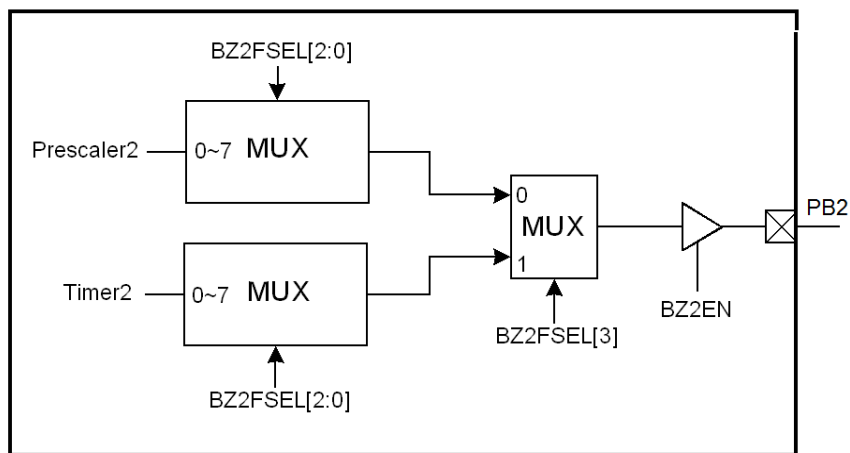 BZ2FSEL[2:0]
Prescaler2
0~7 MUX
PB2
0
MUX
1
Timer2
0~7 MUX
BZ2EN
BZ2FSEL[3]
BZ2FSEL[2:0]